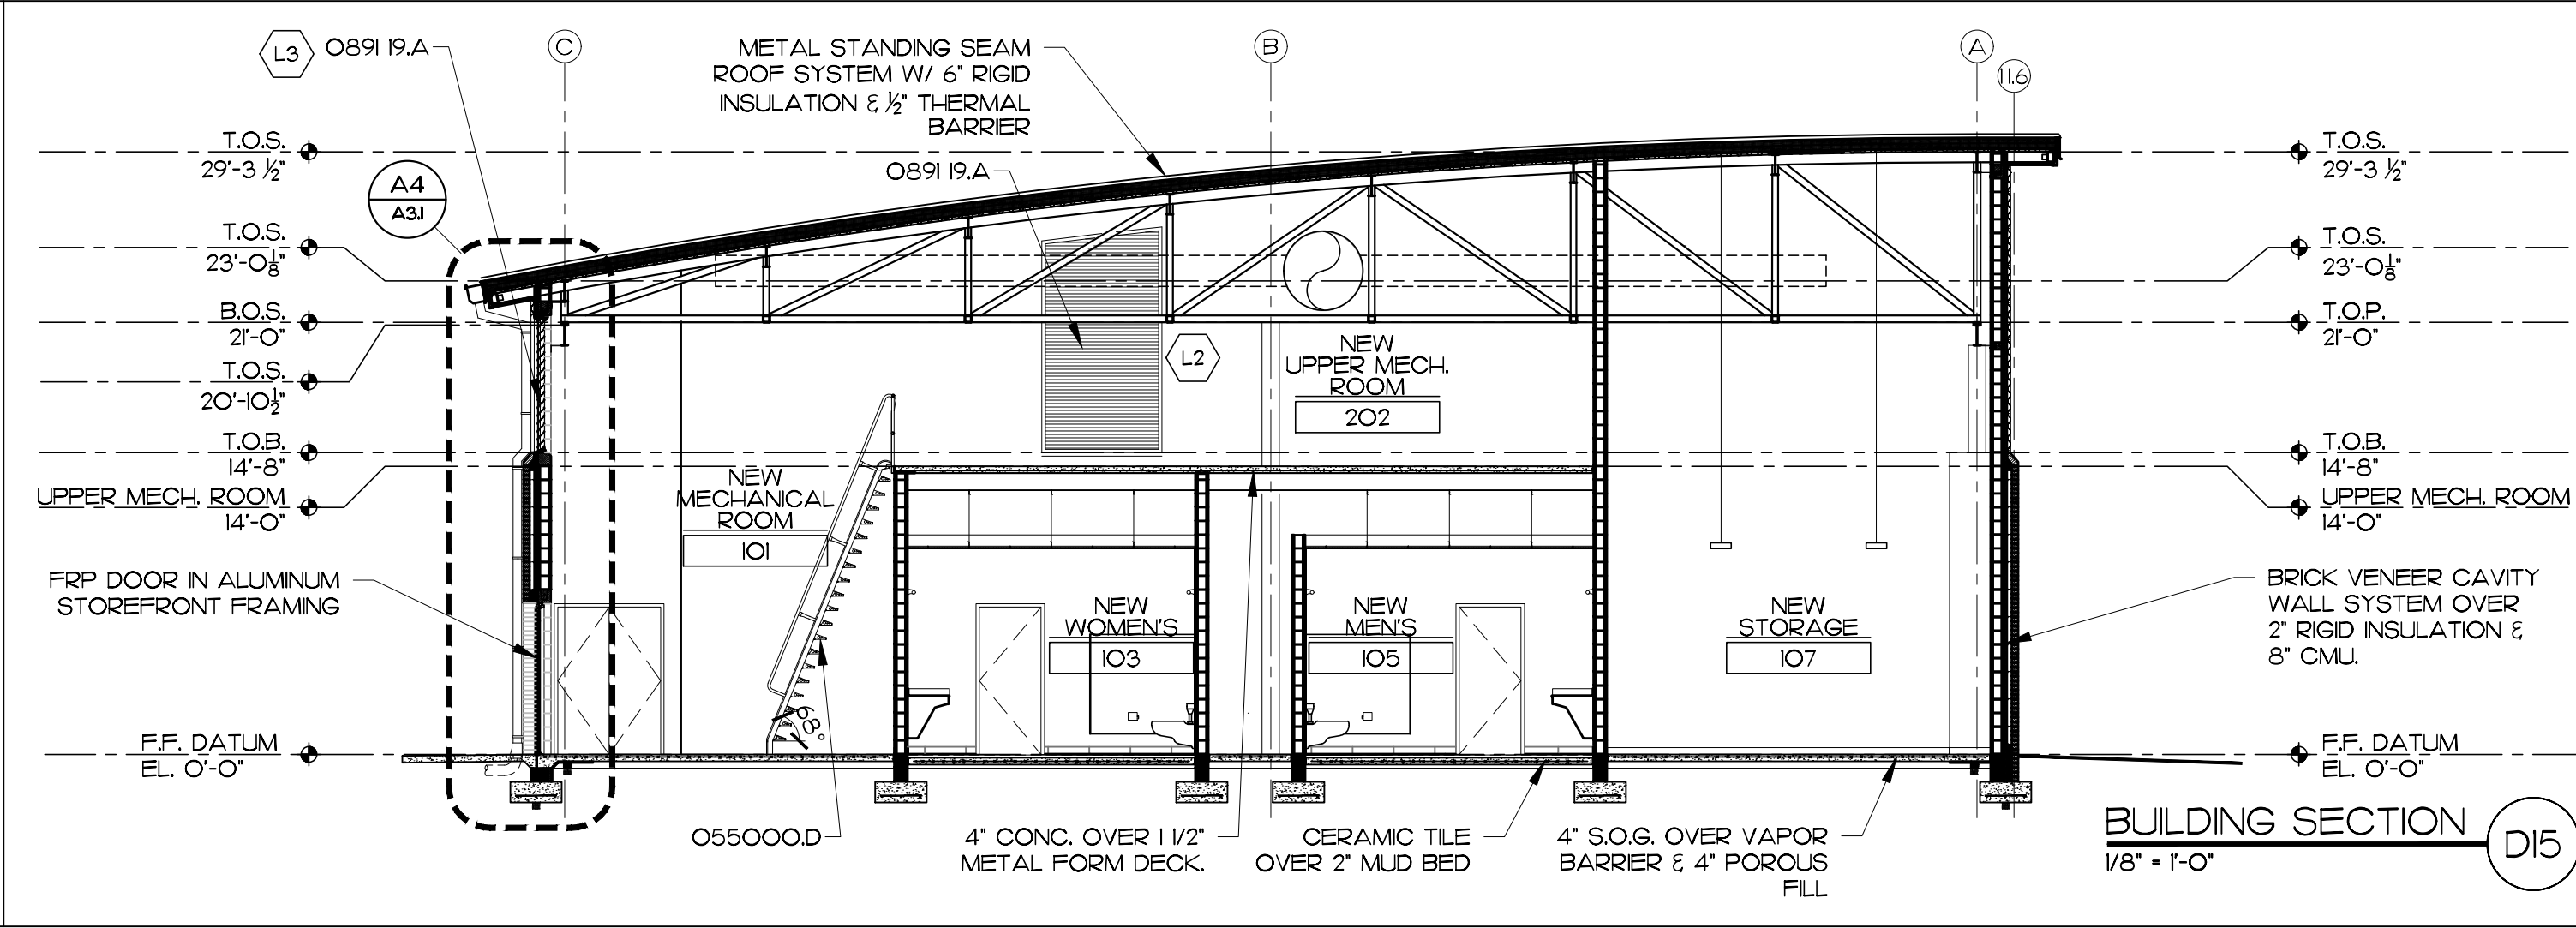 L3
089119.A
C
METAL STANDING SEAM
ROOF SYSTEM W/ 6" RIGID
INSULATION & ½" THERMAL
BARRIER
B
A
11.6
T.O.S.
29'-3 ½"
A4
A3.1
089119.A
T.O.S.
29'-3 ½"
T.O.S.
23'-0⅛"
T.O.S.
23'-0⅛"
B.O.S.
21'-0"
T.O.P.
21'-0"
T.O.S.
20'-10½"
L2
NEW
UPPER MECH.
ROOM
202
T.O.B.
14'-8"
T.O.B.
14'-8"
UPPER MECH. ROOM
14'-0"
UPPER MECH. ROOM
14'-0"
NEW
MECHANICAL
ROOM
101
FRP DOOR IN ALUMINUM
STOREFRONT FRAMING
NEW
WOMEN'S
103
NEW
MEN'S
105
NEW
STORAGE
107
BRICK VENEER CAVITY
WALL SYSTEM OVER
2" RIGID INSULATION &
8" CMU.
68°
F.F. DATUM
EL. 0'-0"
F.F. DATUM
EL. 0'-0"
055000.D
4" CONC. OVER 1 1/2"
METAL FORM DECK.
CERAMIC TILE
OVER 2" MUD BED
4" S.O.G. OVER VAPOR
BARRIER & 4" POROUS
FILL
BUILDING SECTION
1/8" = 1'-0"
D15